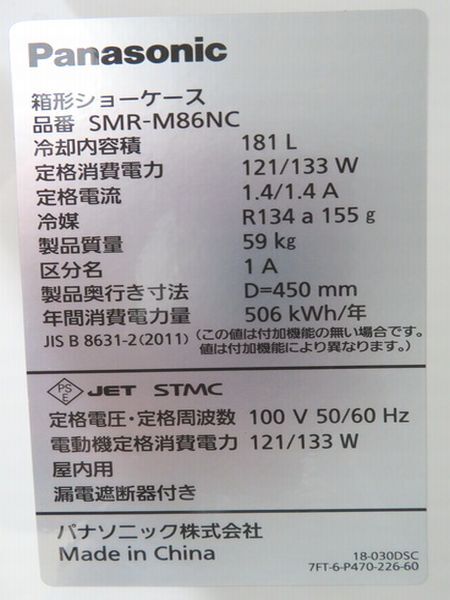 Panasonic
箱形ショーケース
品番 SMR-M86NC
冷却内容積 181 L
定格消費電力 121/133 W
定格電流 1.4/1.4 A
冷媒 R134 a 155 g
製品質量 59 kg
区分名 1 A
製品奥行き寸法 D=450 mm
年間消費電力量 506 kWh/年
JIS B 8631-2(2011) (この値は付加機能の無い場合です。
値は付加機能により異なります。)
PSE JET STMC
定格電圧・定格周波数 100 V 50/60 Hz
電動機定格消費電力 121/133 W
屋内用
漏電遮断器付き
パナソニック株式会社
Made in China
18-030DSC
7FT-6-P470-226-60